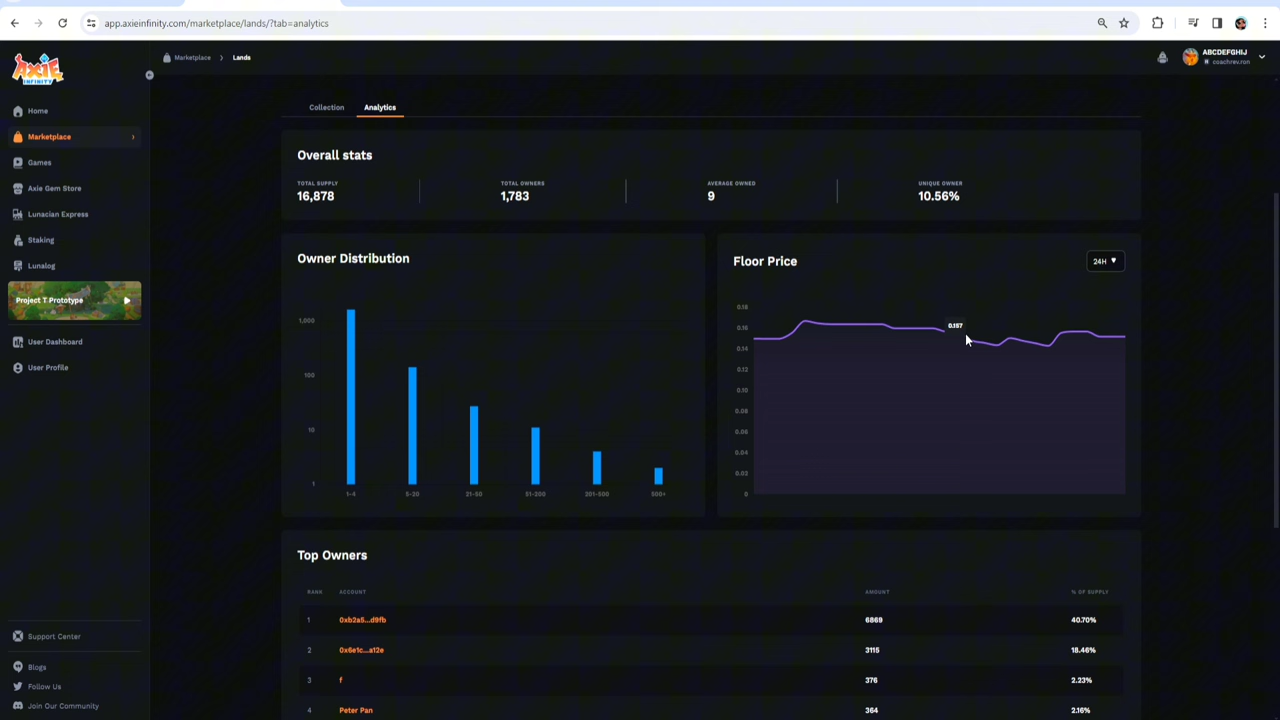 app.axieinfinity.com/marketplace/lands/?tab=analytics
AXIE
INFINITY
Marketplace > Lands
ABCDEFGHIJ
coachrev.ron
Home
Marketplace
Games
Axie Gem Store
Lunacian Express
Staking
Lunalog
Project T Prototype
User Dashboard
User Profile
Support Center
Blogs
Follow Us
Join Our Community
Collection Analytics
Overall stats
TOTAL SUPPLY TOTAL OWNERS AVERAGE OWNED UNIQUE OWNER
16,878 1,783 9 10.56%
Owner Distribution
1,000
100
10
1
1-4 5-20 21-50 51-200 201-500 500+
Floor Price
24H
0.18
0.16
0.14
0.12
0.10
0.08
0.06
0.04
0.02
0
0.157
Top Owners
RANK ACCOUNT AMOUNT % OF SUPPLY
1 0xb2a5...d9fb 6869 40.70%
2 0x6e1c...a12e 3115 18.46%
3 f 376 2.23%
4 Peter Pan 364 2.16%